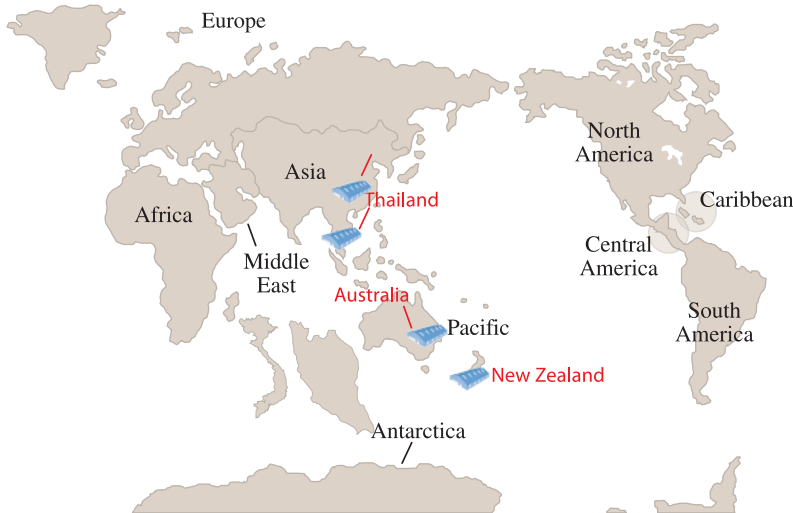 Europe
North
America
Asia
Thailand
Caribbean
Africa
Central
America
Middle
East
Australia
Pacific
South
America
New Zealand
Antarctica